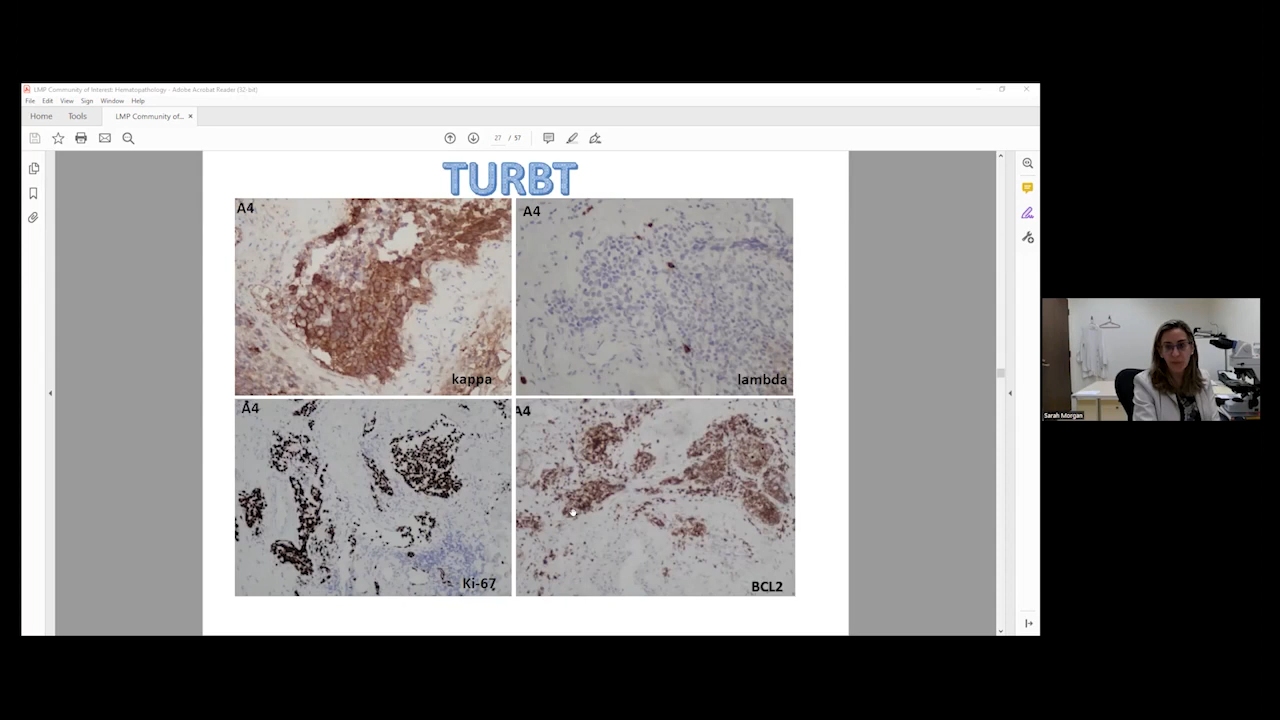 LMP Community of Interest: Hematopathology - Adobe Acrobat Reader (32-bit)
File Edit View Sign Window Help
Home Tools LMP Community of... ×
27 / 57
TURBT
A4
kappa
A4
lambda
A4
Ki-67
A4
BCL2
Sarah Morgan